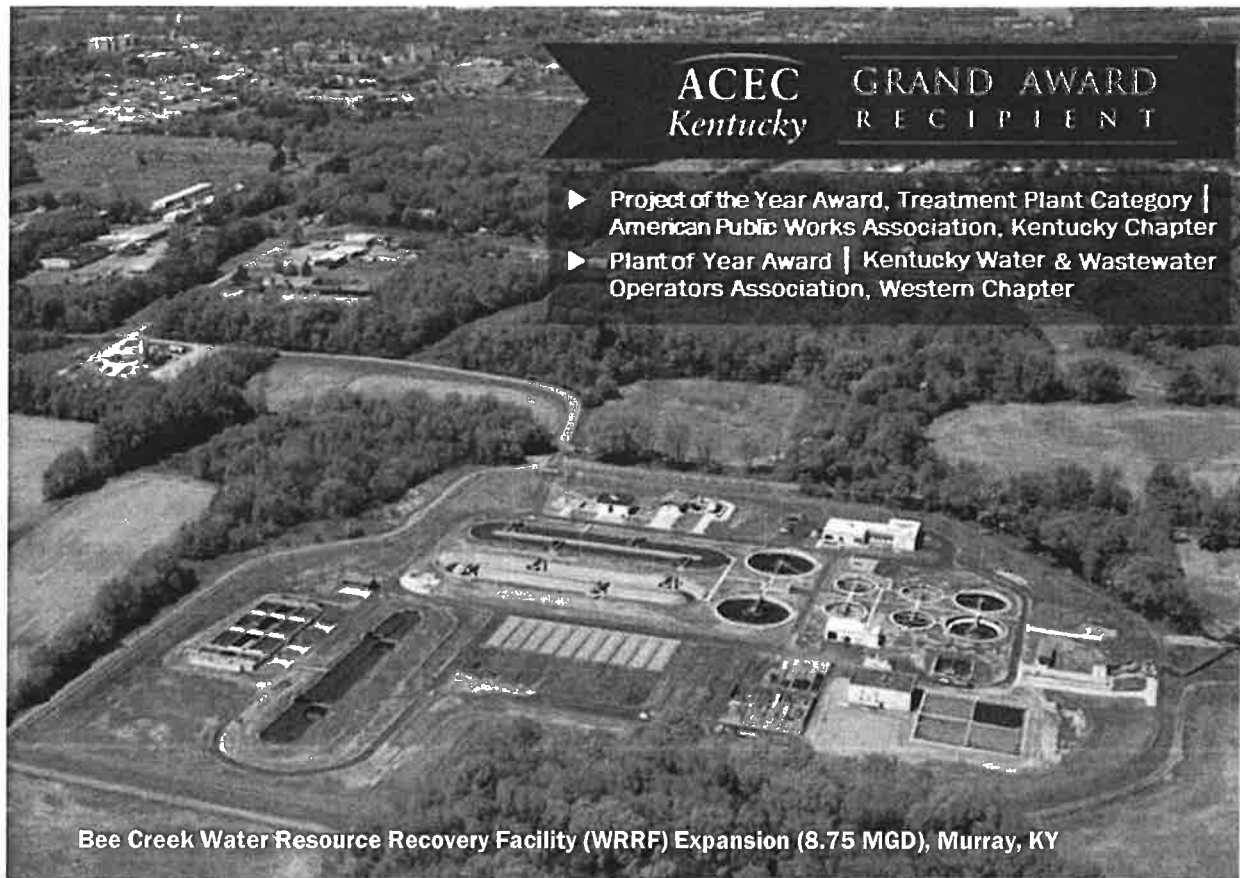 ACEC
Kentucky
GRAND AWARD
RECIPIENT
▶ Project of the Year Award, Treatment Plant Category |
American Public Works Association, Kentucky Chapter
▶ Plant of Year Award | Kentucky Water & Wastewater
Operators Association, Western Chapter
Bee Creek Water Resource Recovery Facility (WRRF) Expansion (8.75 MGD), Murray, KY